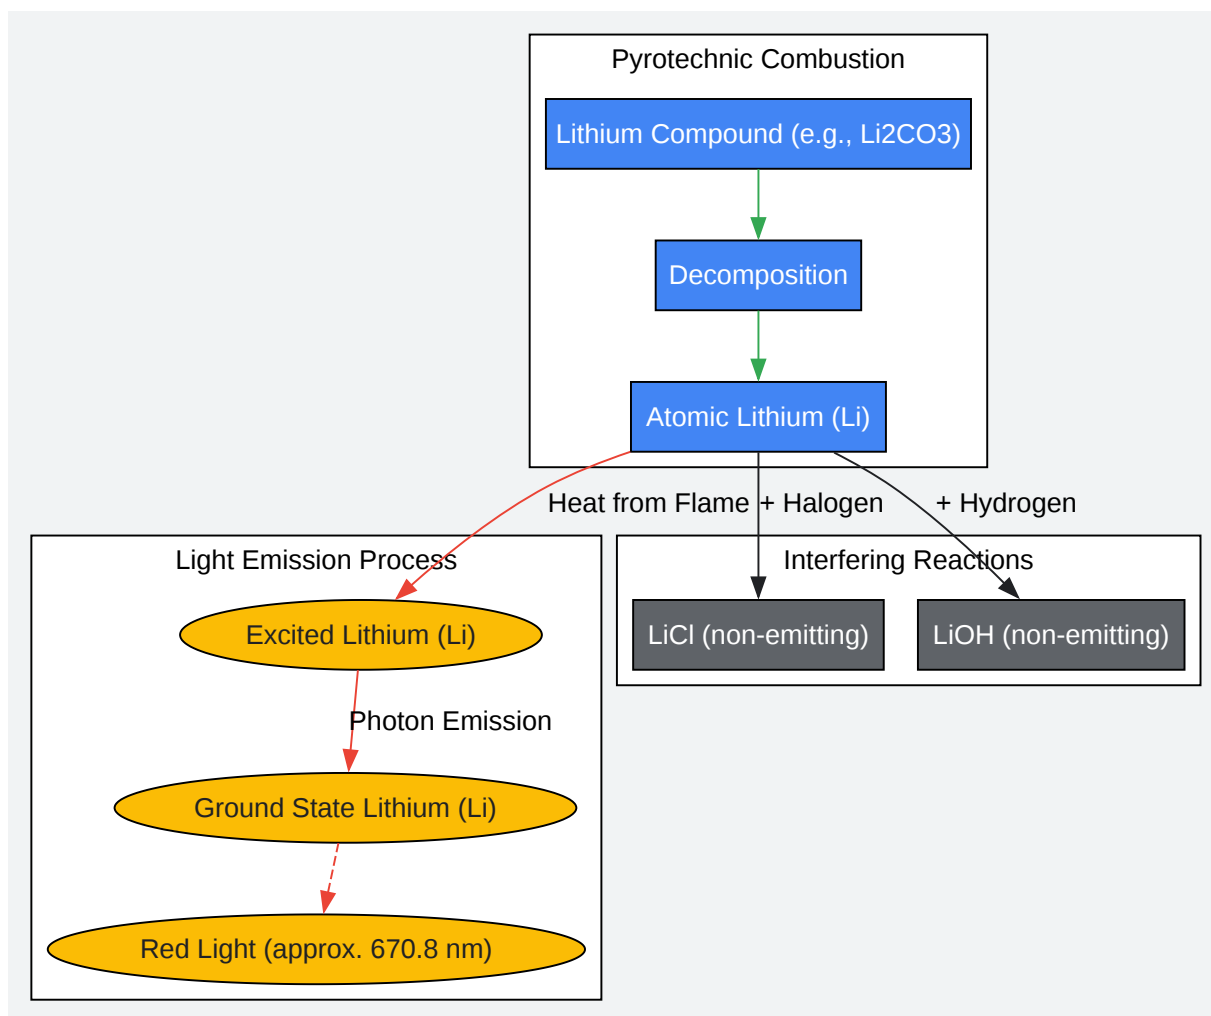 Pyrotechnic Combustion
Lithium Compound (e.g., Li2CO3)
Decomposition
Atomic Lithium (Li)
Heat from Flame
+ Halogen
+ Hydrogen
Light Emission Process
Excited Lithium (Li)
Photon Emission
Ground State Lithium (Li)
Red Light (approx. 670.8 nm)
Interfering Reactions
LiCl (non-emitting)
LiOH (non-emitting)